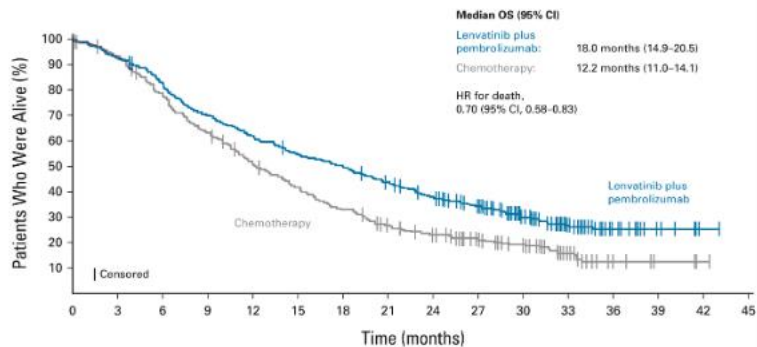 Median OS (95% CI)
Lenvatinib plus
pembrolizumab: 18.0 months (14.9–20.5)
Chemotherapy: 12.2 months (11.0–14.1)
HR for death,
0.70 (95% CI, 0.58–0.83)
Patients Who Were Alive (%)
100
90
80
70
60
50
40
30
20
10
Lenvatinib plus
pembrolizumab
Chemotherapy
Censored
0 3 6 9 12 15 18 21 24 27 30 33 36 39 42 45
Time (months)